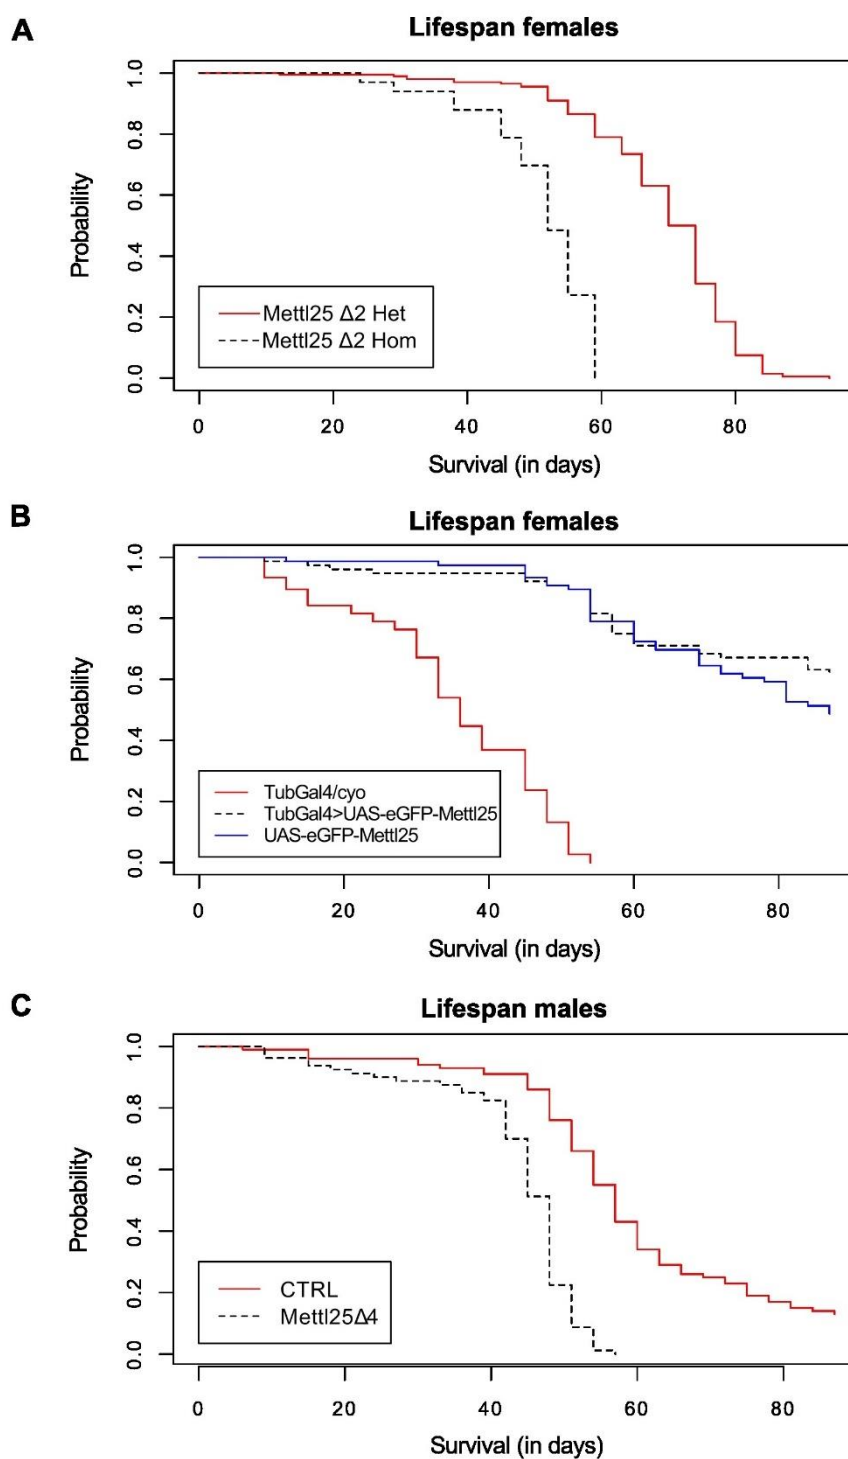 A
Lifespan females
Probability
1.0
0.8
0.6
0.4
0.2
0.0
Mettl25 Δ2 Het
Mettl25 Δ2 Hom
0 20 40 60 80
Survival (in days)
B
Lifespan females
Probability
1.0
0.8
0.6
0.4
0.2
0.0
TubGal4/cyo
TubGal4>UAS-eGFP-Mettl25
UAS-eGFP-Mettl25
0 20 40 60 80
Survival (in days)
C
Lifespan males
Probability
1.0
0.8
0.6
0.4
0.2
0.0
CTRL
Mettl25Δ4
0 20 40 60 80
Survival (in days)